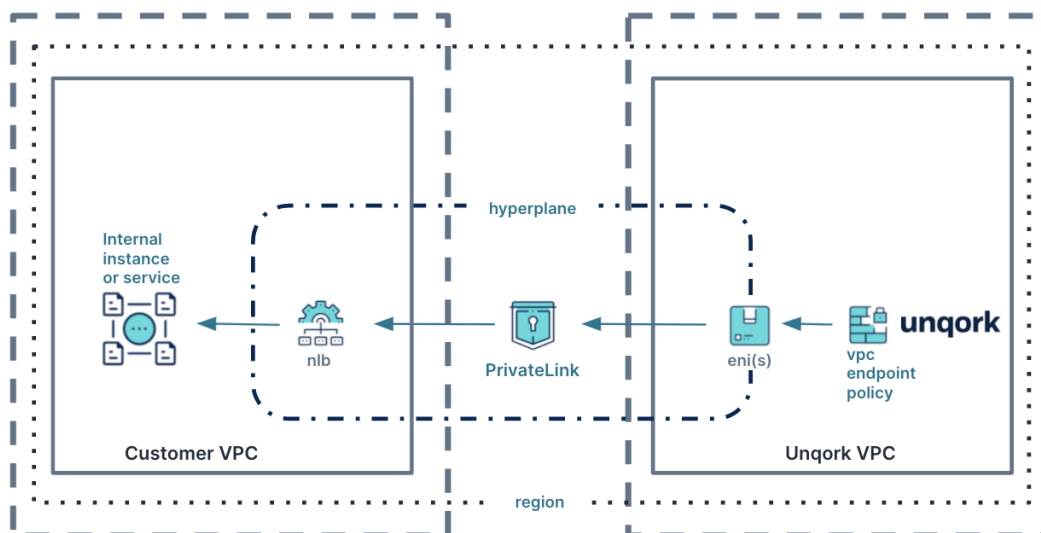 hyperplane
Internal
instance
or service
nlb
PrivateLink
eni(s)
unqork
vpc
endpoint
policy
Customer VPC
Unqork VPC
region